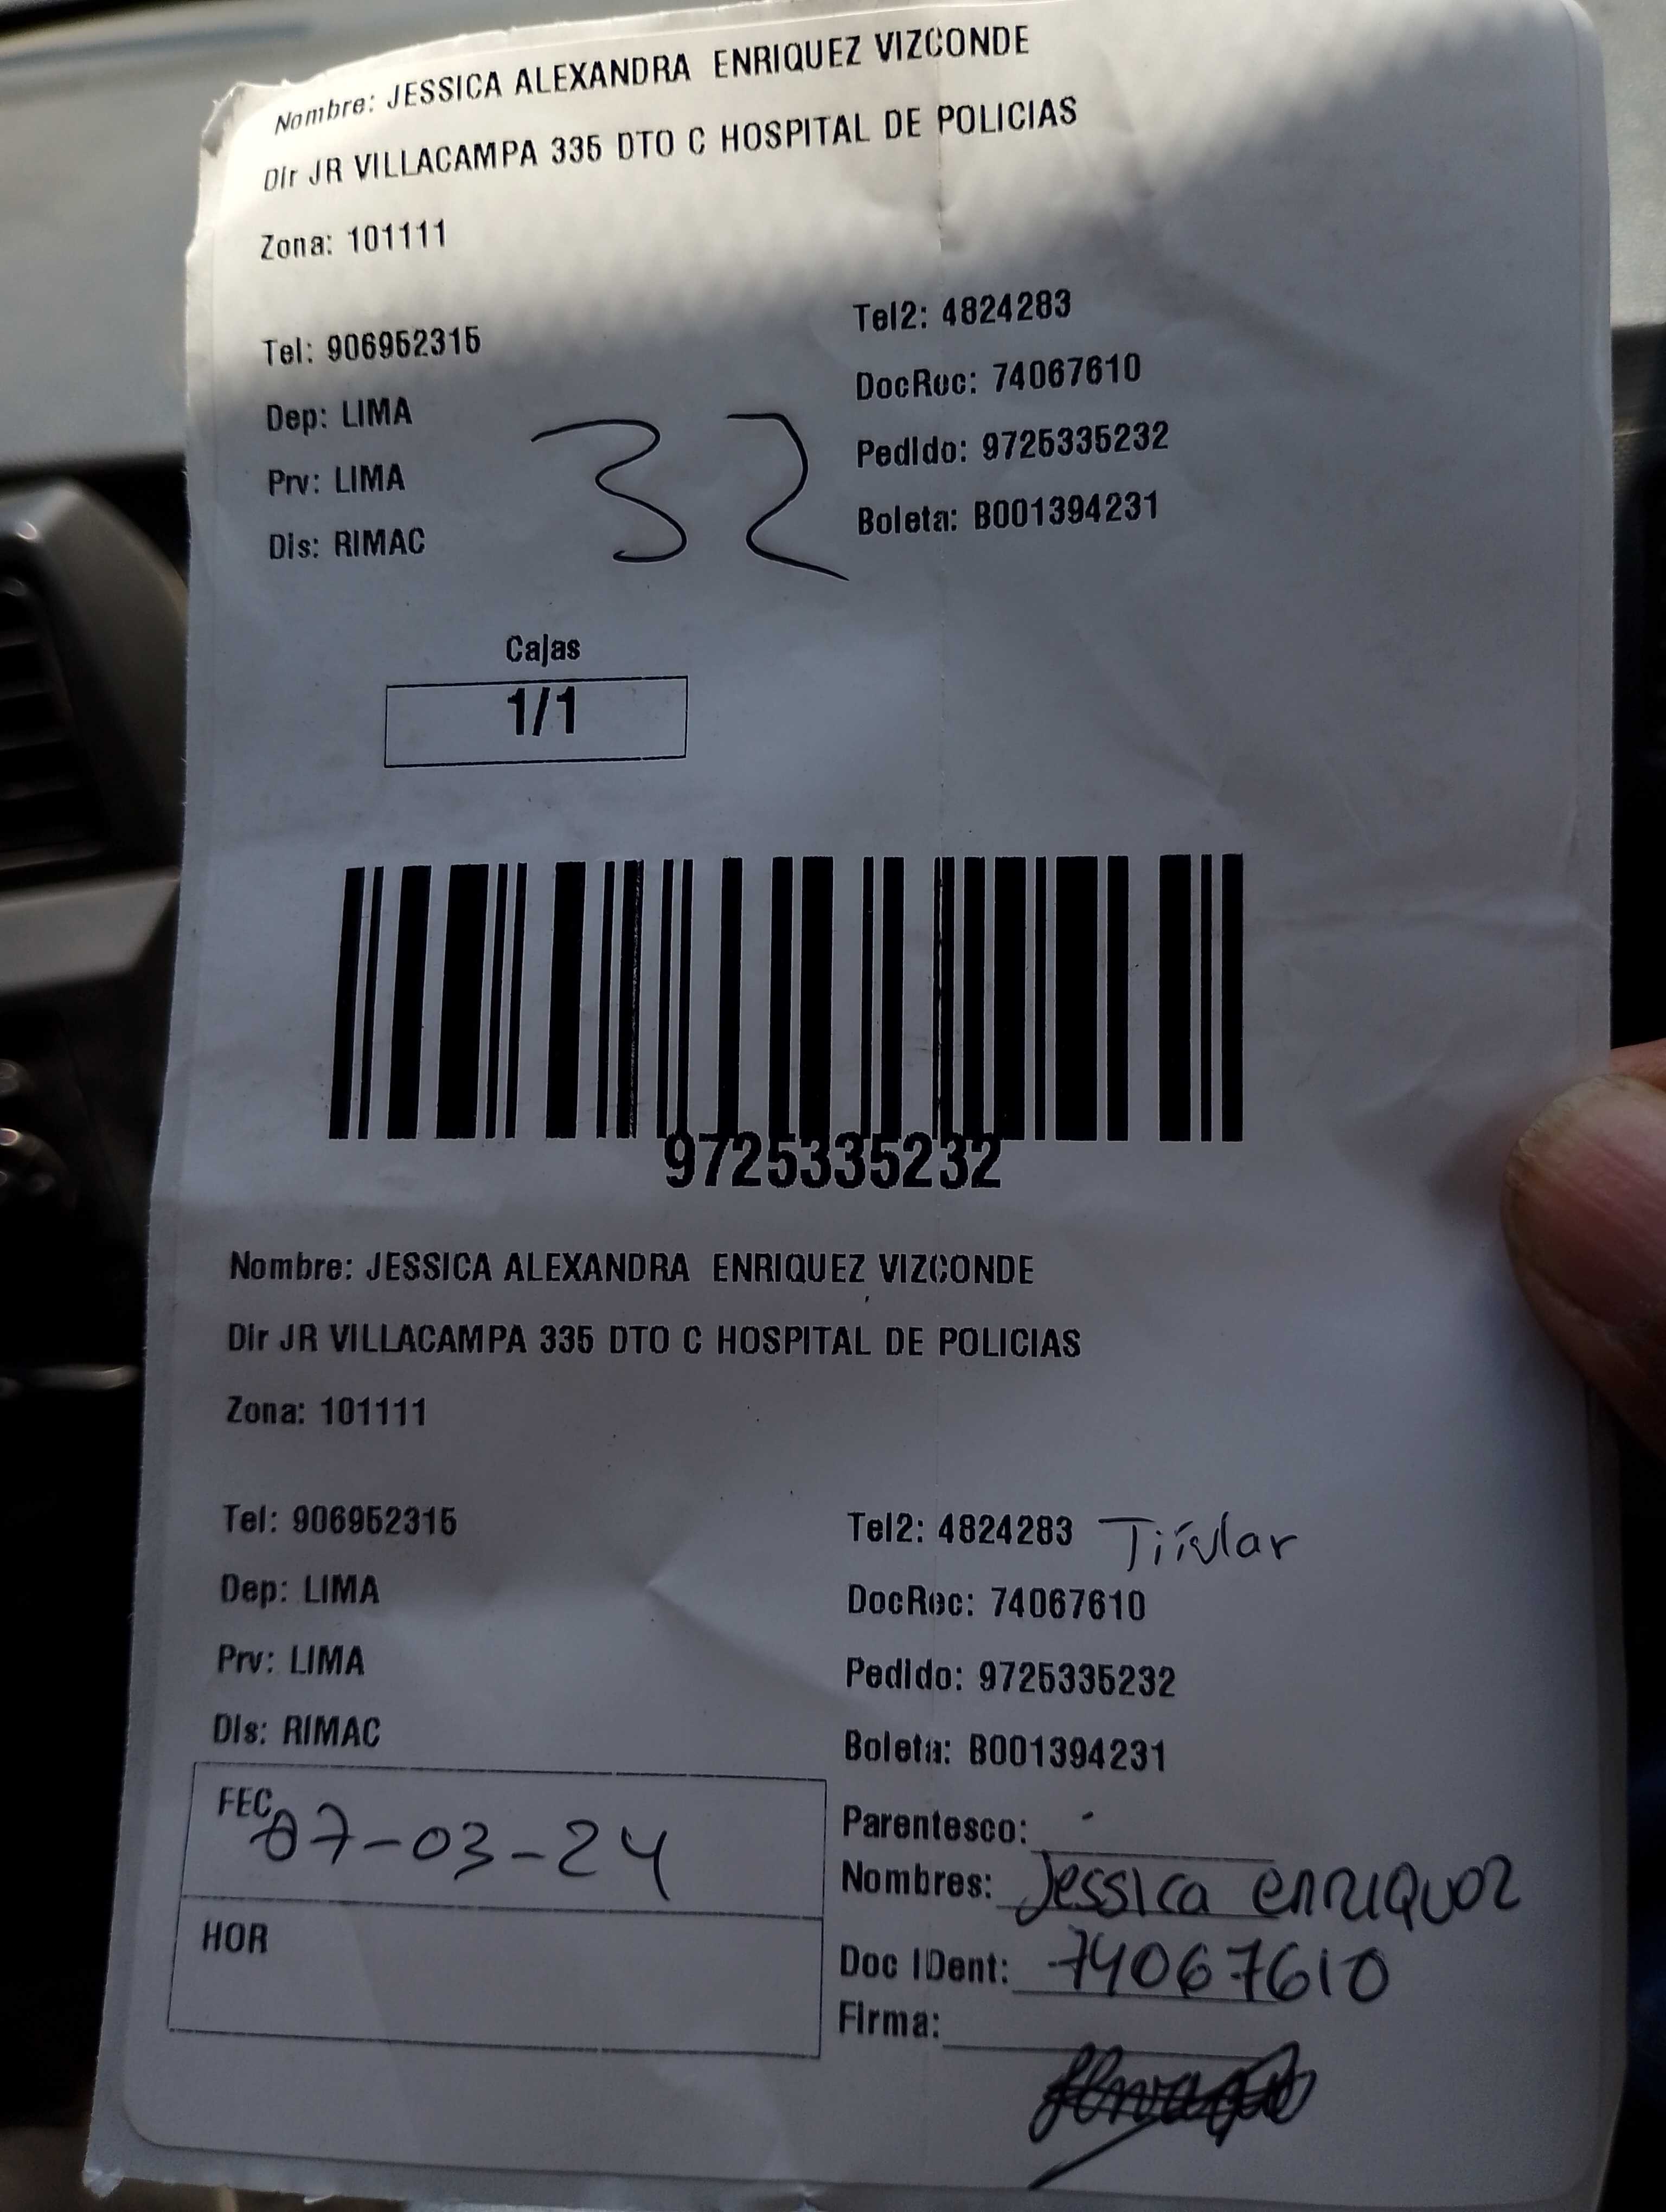 Nombre: JESSICA ALEXANDRA ENRIQUEZ VIZCONDE
Dir JR VILLACAMPA 335 DTO C HOSPITAL DE POLICIAS
Zona: 101111
Tel: 906952315 Tel2: 4824283
DocRec: 74067610
Dep: LIMA
Pedido: 9725335232
Prv: LIMA
Boleta: B001394231
Dis: RIMAC
32
Cajas
1/1
9725335232
Nombre: JESSICA ALEXANDRA ENRIQUEZ VIZCONDE
Dir JR VILLACAMPA 335 DTO C HOSPITAL DE POLICIAS
Zona: 101111
Tel: 906952315 Tel2: 4824283 Titular
Dep: LIMA DocRec: 74067610
Prv: LIMA Pedido: 9725335232
Dis: RIMAC Boleta: B001394231
FEC 07-03-24
Parentesco:
Nombres: Jessica enriquez
HOR
Doc IDent: 74067610
Firma: